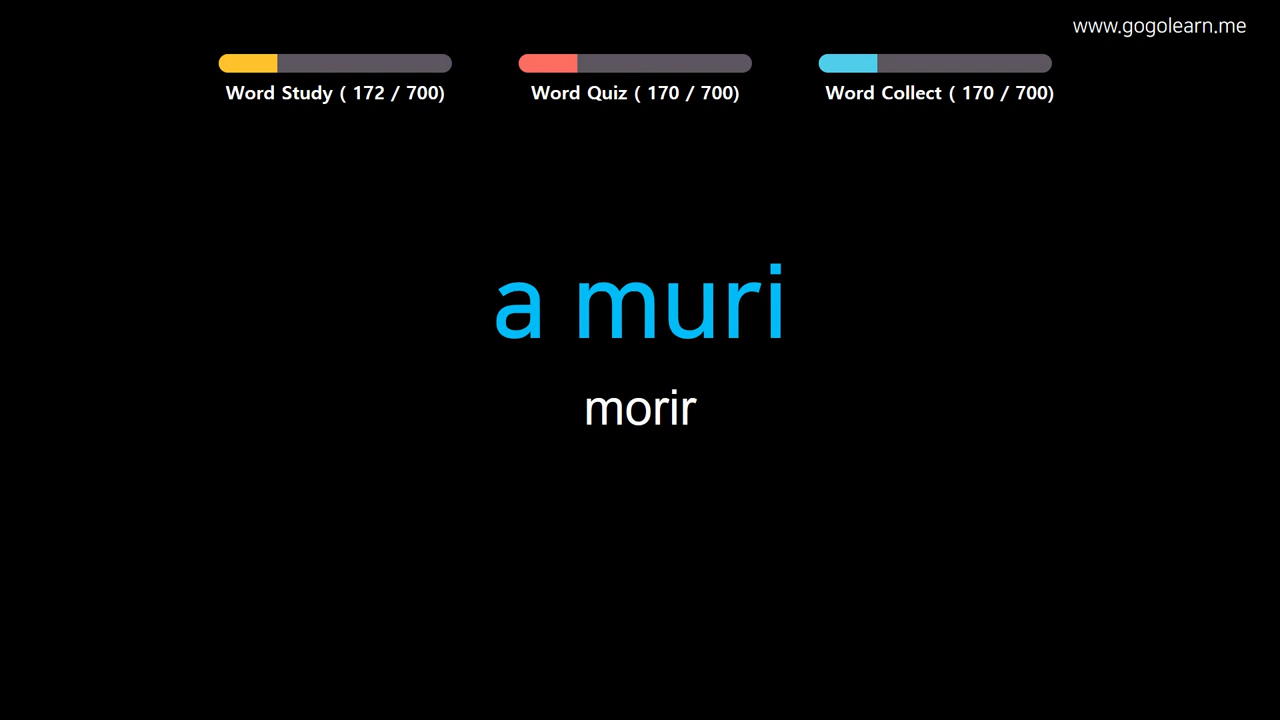 www.gogolearn.me
Word Study ( 172 / 700)
Word Quiz ( 170 / 700)
Word Collect ( 170 / 700)
a muri
morir